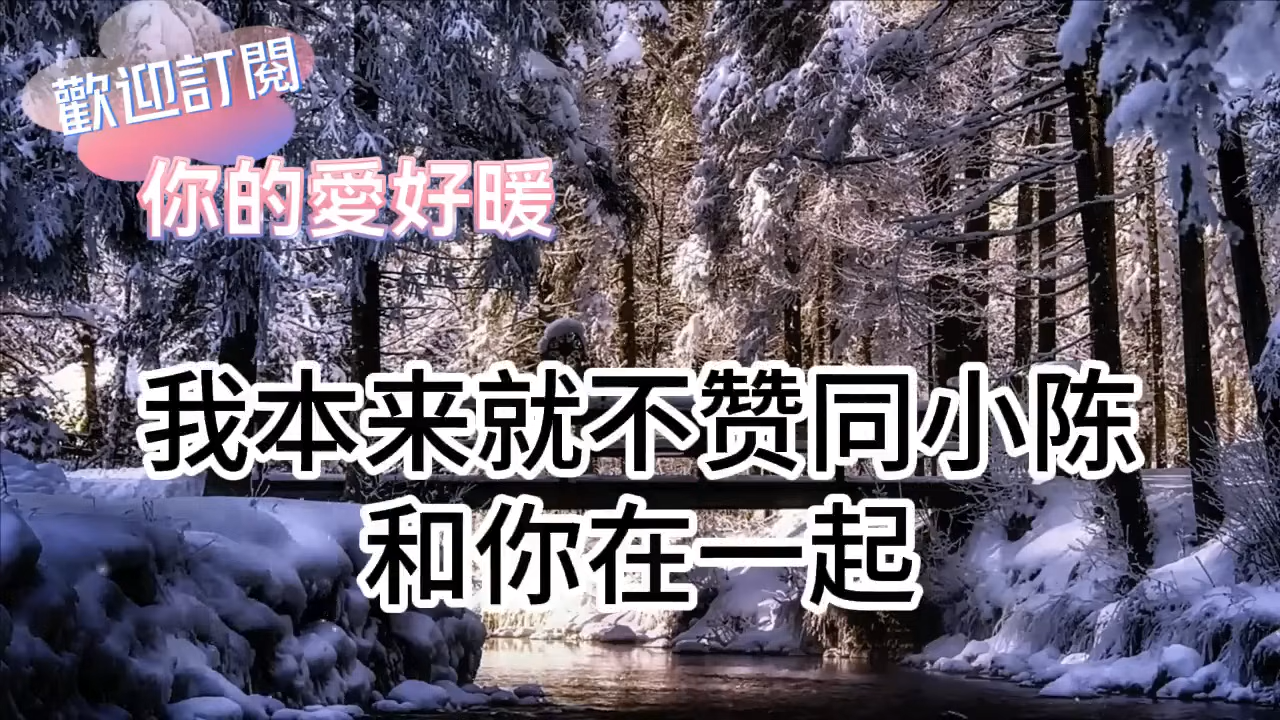 歡迎訂閱
你的愛好暖
我本来就不赞同小陈
和你在一起